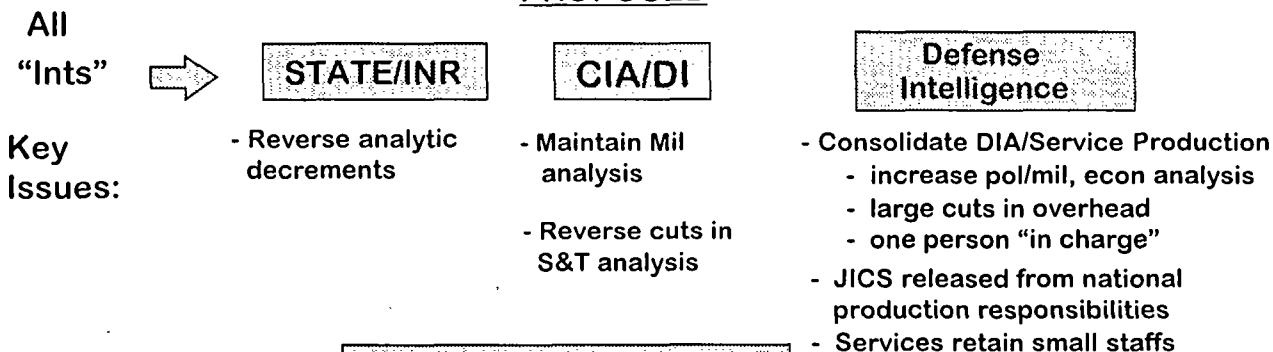 All
"Ints"
STATE/INR
CIA/DI
Defense
Intelligence
Key
Issues:
- Reverse analytic
decrements
- Maintain Mil
analysis
- Reverse cuts in
S&T analysis
- Consolidate DIA/Service Production
- increase pol/mil, econ analysis
- large cuts in overhead
- one person "in charge"
- JICS released from national
production responsibilities
- Services retain small staffs